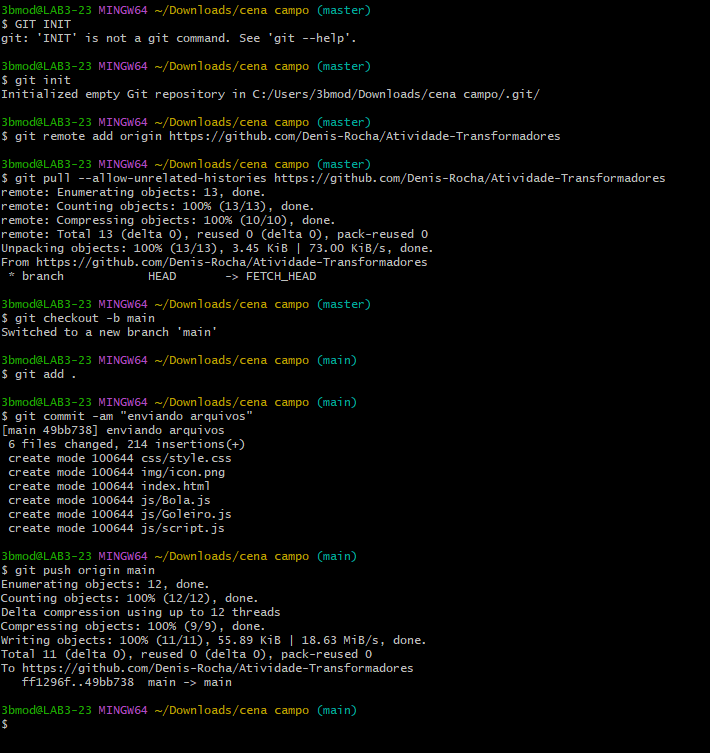 3bmod@LAB3-23 MINGW64 ~/Downloads/cena campo (master)
$ GIT INIT
git: 'INIT' is not a git command. See 'git --help'.
3bmod@LAB3-23 MINGW64 ~/Downloads/cena campo (master)
$ git init
Initialized empty Git repository in C:/Users/3bmod/Downloads/cena campo/.git/
3bmod@LAB3-23 MINGW64 ~/Downloads/cena campo (master)
$ git remote add origin https://github.com/Denis-Rocha/Atividade-Transformadores
3bmod@LAB3-23 MINGW64 ~/Downloads/cena campo (master)
$ git pull --allow-unrelated-histories https://github.com/Denis-Rocha/Atividade-Transformadores
remote: Enumerating objects: 13, done.
remote: Counting objects: 100% (13/13), done.
remote: Compressing objects: 100% (10/10), done.
remote: Total 13 (delta 0), reused 0 (delta 0), pack-reused 0
Unpacking objects: 100% (13/13), 3.45 KiB | 73.00 KiB/s, done.
From https://github.com/Denis-Rocha/Atividade-Transformadores
 * branch            HEAD       -> FETCH_HEAD
3bmod@LAB3-23 MINGW64 ~/Downloads/cena campo (master)
$ git checkout -b main
Switched to a new branch 'main'
3bmod@LAB3-23 MINGW64 ~/Downloads/cena campo (main)
$ git add .
3bmod@LAB3-23 MINGW64 ~/Downloads/cena campo (main)
$ git commit -am "enviando arquivos"
[main 49bb738] enviando arquivos
 6 files changed, 214 insertions(+)
 create mode 100644 css/style.css
 create mode 100644 img/icon.png
 create mode 100644 index.html
 create mode 100644 js/Bola.js
 create mode 100644 js/Goleiro.js
 create mode 100644 js/script.js
3bmod@LAB3-23 MINGW64 ~/Downloads/cena campo (main)
$ git push origin main
Enumerating objects: 12, done.
Counting objects: 100% (12/12), done.
Delta compression using up to 12 threads
Compressing objects: 100% (9/9), done.
Writing objects: 100% (11/11), 55.89 KiB | 18.63 MiB/s, done.
Total 11 (delta 0), reused 0 (delta 0), pack-reused 0
To https://github.com/Denis-Rocha/Atividade-Transformadores
   ff1296f..49bb738  main -> main
3bmod@LAB3-23 MINGW64 ~/Downloads/cena campo (main)
$